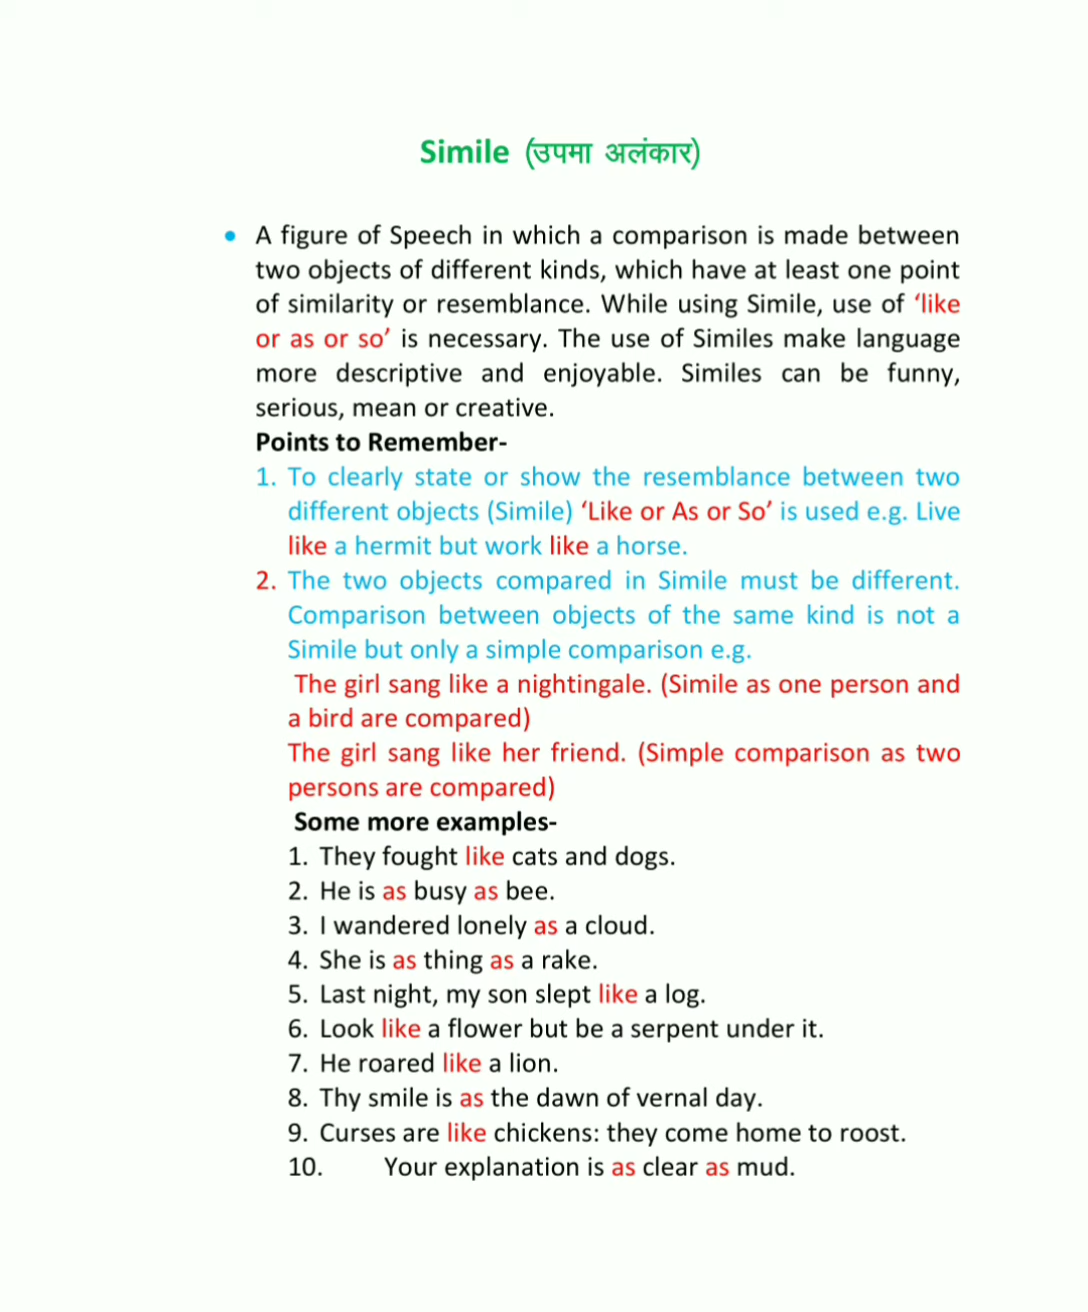 Simile (उपमा अलंकार)
• A figure of Speech in which a comparison is made between
two objects of different kinds, which have at least one point
of similarity or resemblance. While using Simile, use of ‘like
or as or so’ is necessary. The use of Similes make language
more descriptive and enjoyable. Similes can be funny,
serious, mean or creative.
Points to Remember-
1. To clearly state or show the resemblance between two
different objects (Simile) ‘Like or As or So’ is used e.g. Live
like a hermit but work like a horse.
2. The two objects compared in Simile must be different.
Comparison between objects of the same kind is not a
Simile but only a simple comparison e.g.
The girl sang like a nightingale. (Simile as one person and
a bird are compared)
The girl sang like her friend. (Simple comparison as two
persons are compared)
Some more examples-
1. They fought like cats and dogs.
2. He is as busy as bee.
3. I wandered lonely as a cloud.
4. She is as thing as a rake.
5. Last night, my son slept like a log.
6. Look like a flower but be a serpent under it.
7. He roared like a lion.
8. Thy smile is as the dawn of vernal day.
9. Curses are like chickens: they come home to roost.
10. Your explanation is as clear as mud.